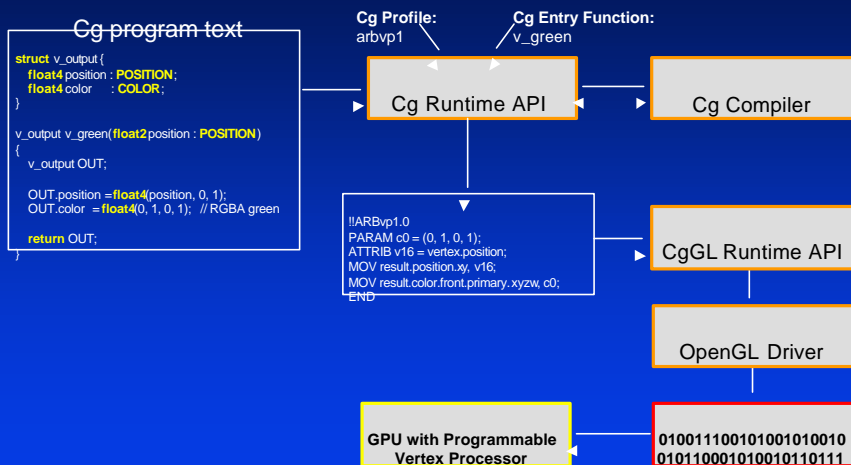 Cg program text
struct v_output {
float4 position : POSITION;
float4 color : COLOR;
}
v_output v_green(float2 position : POSITION)
{
v_output OUT;
OUT.position = float4(position, 0, 1);
OUT.color = float4(0, 1, 0, 1); // RGBA green
return OUT;
}
Cg Profile:
arbvp1
Cg Entry Function:
v_green
Cg Runtime API
Cg Compiler
!!ARBvp1.0
PARAM c0 = (0, 1, 0, 1);
ATTRIB v16 = vertex.position;
MOV result.position.xy, v16;
MOV result.color.front.primary.xyzw, c0;
END
CgGL Runtime API
OpenGL Driver
GPU with Programmable
Vertex Processor
010011100101001010010
010110001010010110111